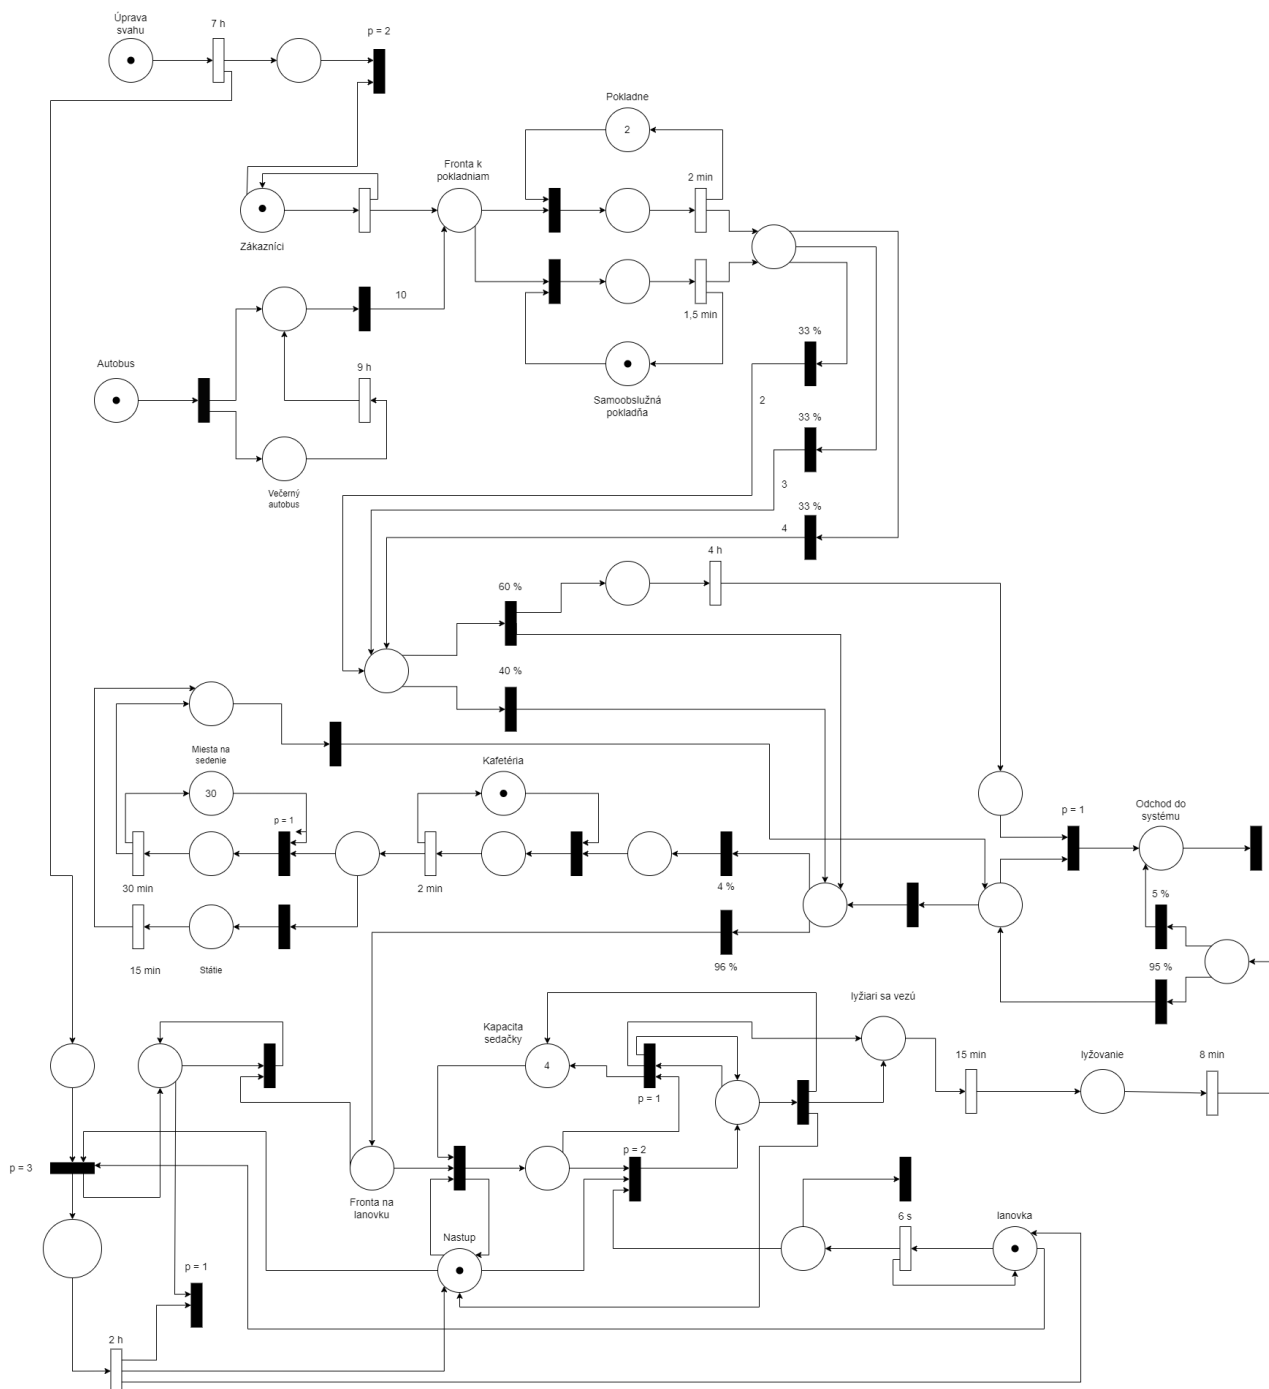 Úprava
svahu
7 h
p = 2
Pokladne
2
Fronta k
pokladniam
2 min
Zákazníci
10
1,5 min
Autobus
9 h
33 %
Samoobslužná
pokladňa
2
33 %
Večerný
autobus
3
33 %
4
4 h
60 %
40 %
Miesta na
sedenie
Kafetéria
30
p = 1
p = 1
Odchod do
systému
30 min
2 min
4 %
5 %
15 min
Státie
96 %
95 %
lyžiari sa vezú
Kapacita
sedačky
4
15 min
lyžovanie
8 min
p = 1
p = 3
p = 2
Fronta na
lanovku
6 s
lanovka
Nastup
p = 1
2 h